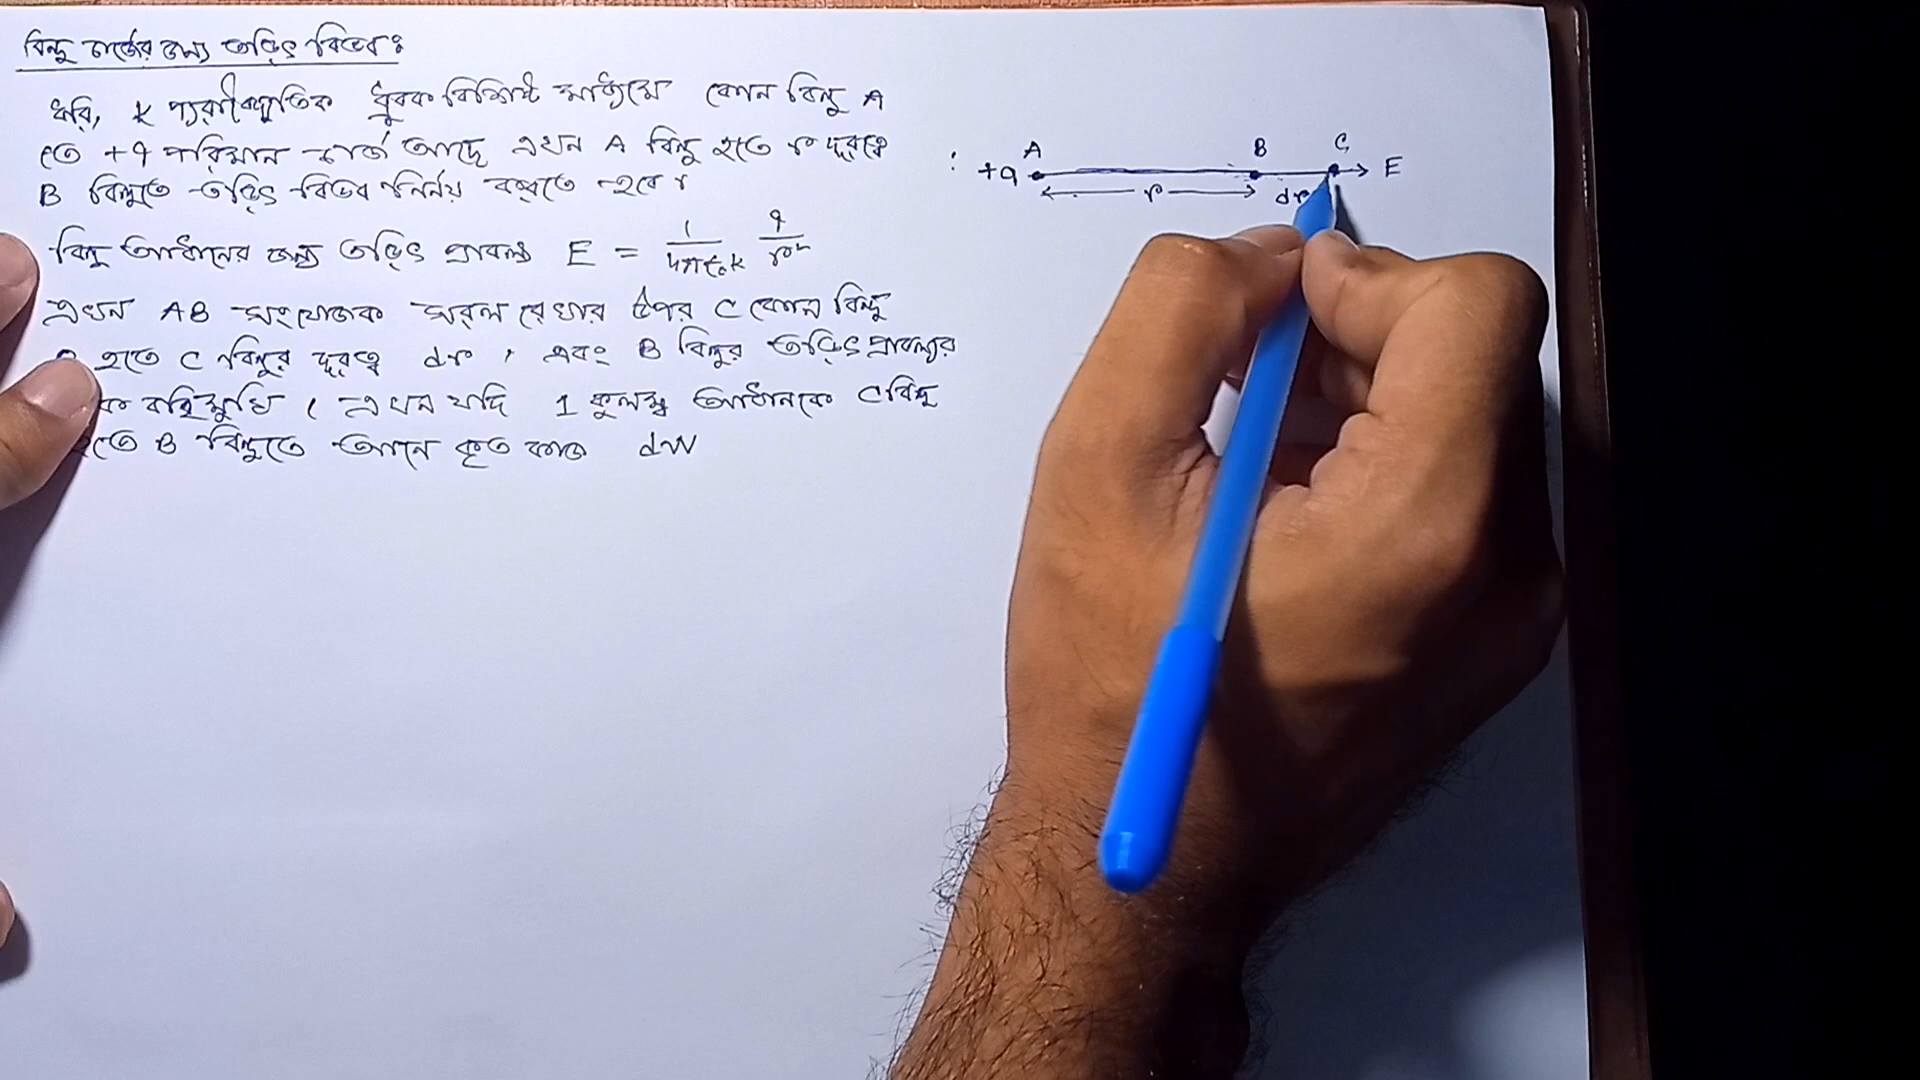 বিন্দু চার্জের জন্য তড়িৎ বিভব :
ধরি, K প্যরাবৈদ্যুতিক ধ্রুবক বিশিষ্ট মাধ্যমে কোন বিন্দু A
তে +q পরিমান চার্জ আছে এখন A বিন্দু হতে r দূরত্বে
B বিন্দুতে তড়িৎ বিভব নির্নয় করতে হবে।
বিন্দু আধানের জন্য তড়িৎ প্রাবল্য E = 1/4πε₀k q/r²
এখন AB সংযোজক সরল রেখার উপর C কোন বিন্দু
হতে C বিন্দুর দূরত্ব dr, এবং B বিন্দুর তড়িৎ প্রাবল্যের
বহিমুখি। এখন যদি 1 কুলম্ব আধানকে C বিন্দু
হতে B বিন্দুতে আনে কৃত কাজ dW
A B C
+q E
r dr